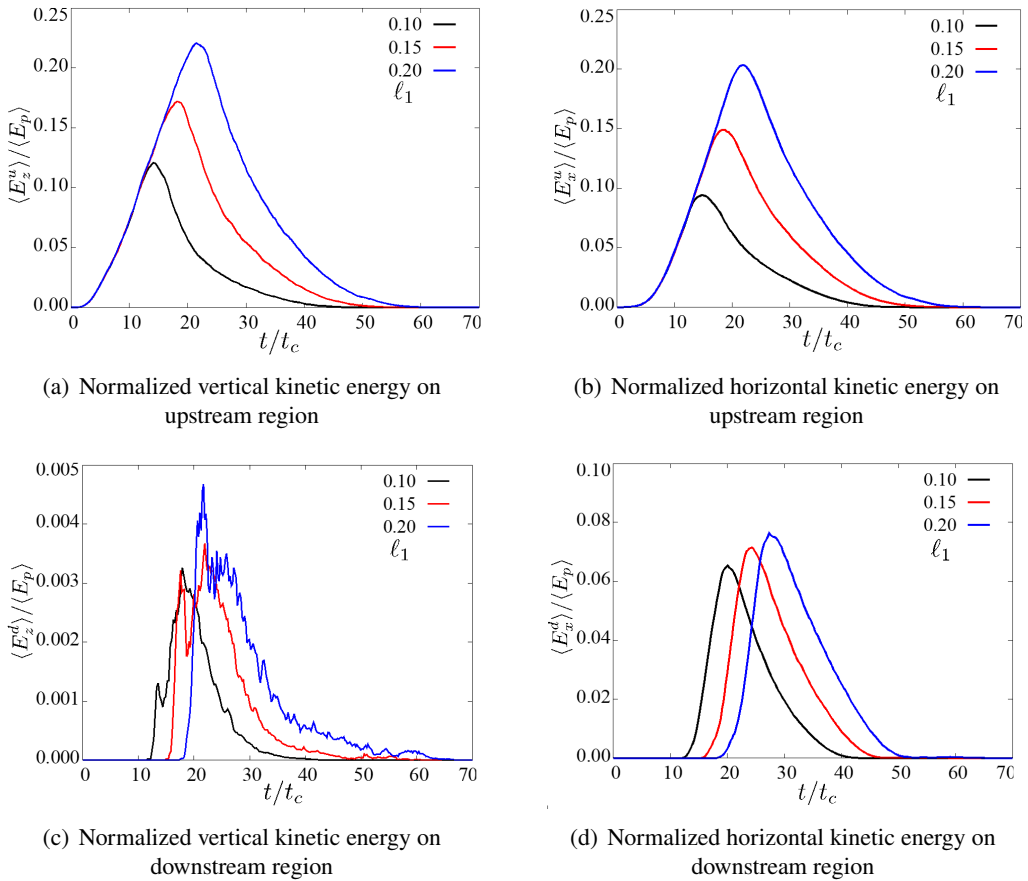 0.10
0.15
0.20
ℓ₁
0.20
0.15
0.10
0.05
0.00
⟨E_z^u⟩/⟨E_p⟩
0 10 20 30 40 50 60 70
t/t_c
(a) Normalized vertical kinetic energy on
upstream region
0.10
0.15
0.20
ℓ₁
0.25
0.20
0.15
0.10
0.05
0.00
⟨E_x^u⟩/⟨E_p⟩
0 10 20 30 40 50 60 70
t/t_c
(b) Normalized horizontal kinetic energy on
upstream region
0.10
0.15
0.20
ℓ₁
0.005
0.004
0.003
0.002
0.001
0.000
⟨E_z^d⟩/⟨E_p⟩
0 10 20 30 40 50 60 70
t/t_c
(c) Normalized vertical kinetic energy on
downstream region
0.10
0.15
0.20
ℓ₁
0.10
0.08
0.06
0.04
0.02
0.00
⟨E_x^d⟩/⟨E_p⟩
0 10 20 30 40 50 60 70
t/t_c
(d) Normalized horizontal kinetic energy on
downstream region